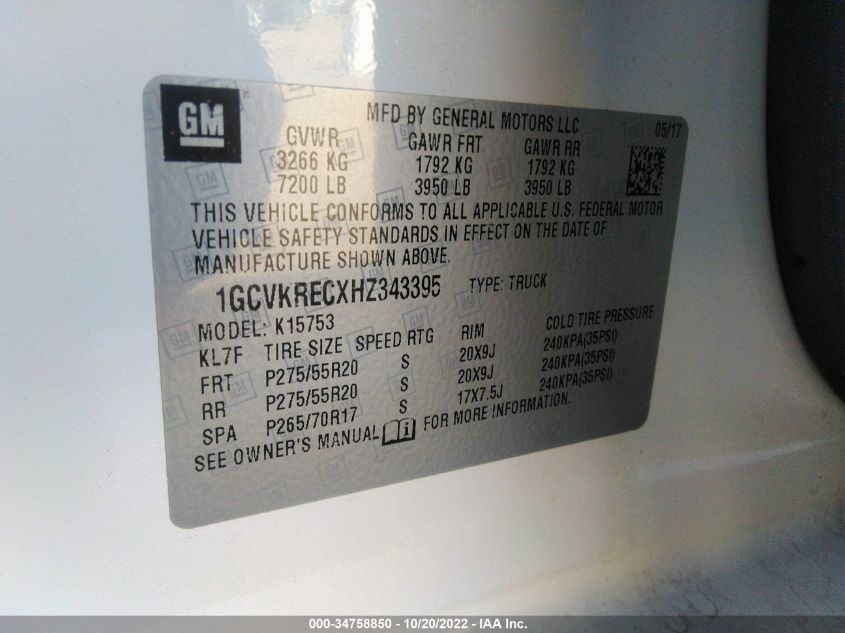 GM
MFD BY GENERAL MOTORS LLC
05/17
GVWR GAWR FRT GAWR RR
3266 KG 1792 KG 1792 KG
7200 LB 3950 LB 3950 LB
THIS VEHICLE CONFORMS TO ALL APPLICABLE U.S. FEDERAL MOTOR
VEHICLE SAFETY STANDARDS IN EFFECT ON THE DATE OF
MANUFACTURE SHOWN ABOVE.
1GCVKRECXHZ343395 TYPE: TRUCK
MODEL: K15753
KL7F TIRE SIZE SPEED RTG RIM COLD TIRE PRESSURE
FRT P275/55R20 S 20X9J 240KPA(35PSI)
RR P275/55R20 S 20X9J 240KPA(35PSI)
SPA P265/70R17 S 17X7.5J 240KPA(35PSI)
SEE OWNER'S MANUAL i FOR MORE INFORMATION.
000-34758850 - 10/20/2022 - IAA Inc.